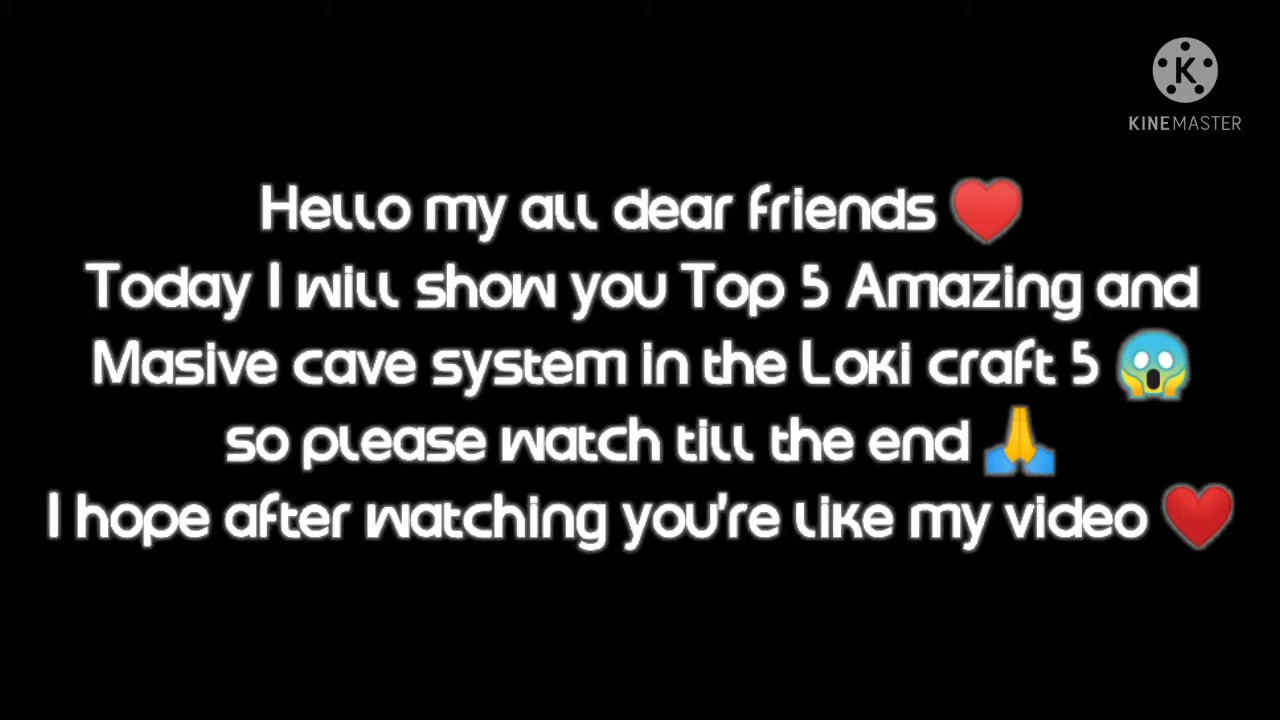 K
KINEMASTER
Hello my all dear friends ❤️
Today I will show you Top 5 Amazing and
Masive cave system in the Loki craft 5 😱
so please watch till the end 🙏
I hope after watching you're like my video ❤️